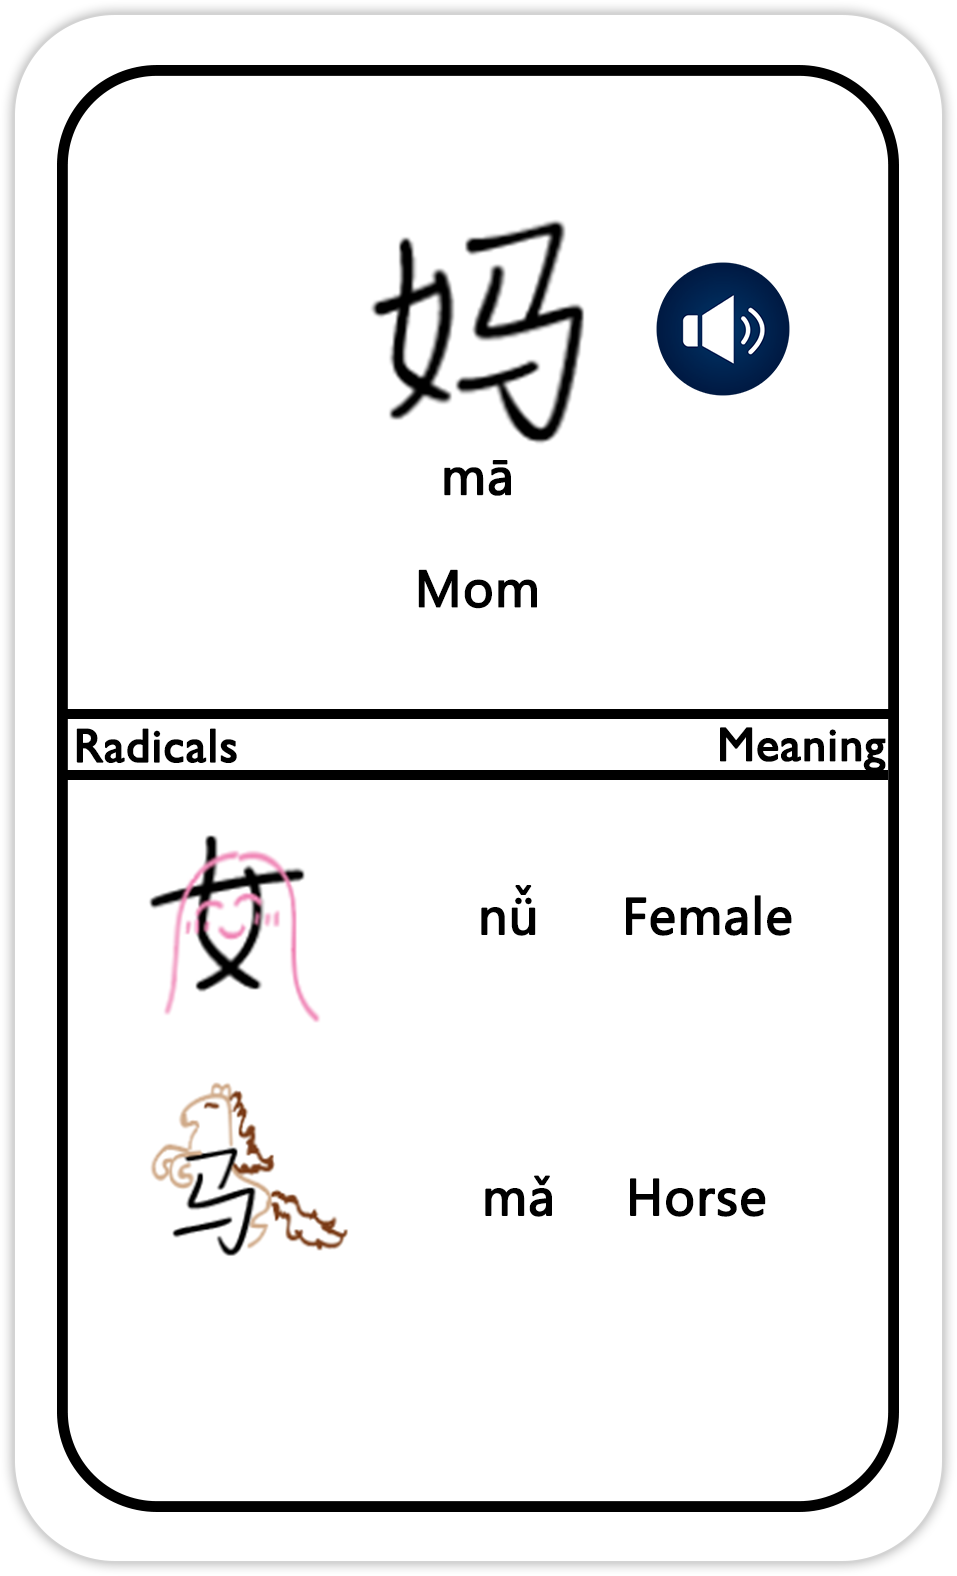 妈
mā
Mom
Radicals Meaning
女 nǚ Female
马 mǎ Horse